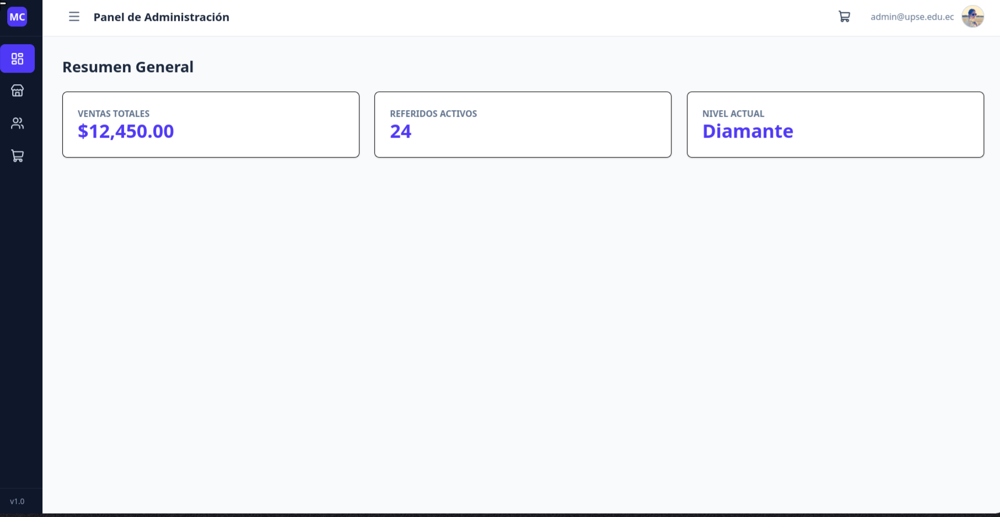 MC
Panel de Administración
admin@upse.edu.ec
Resumen General
VENTAS TOTALES
$12,450.00
REFERIDOS ACTIVOS
24
NIVEL ACTUAL
Diamante
v1.0